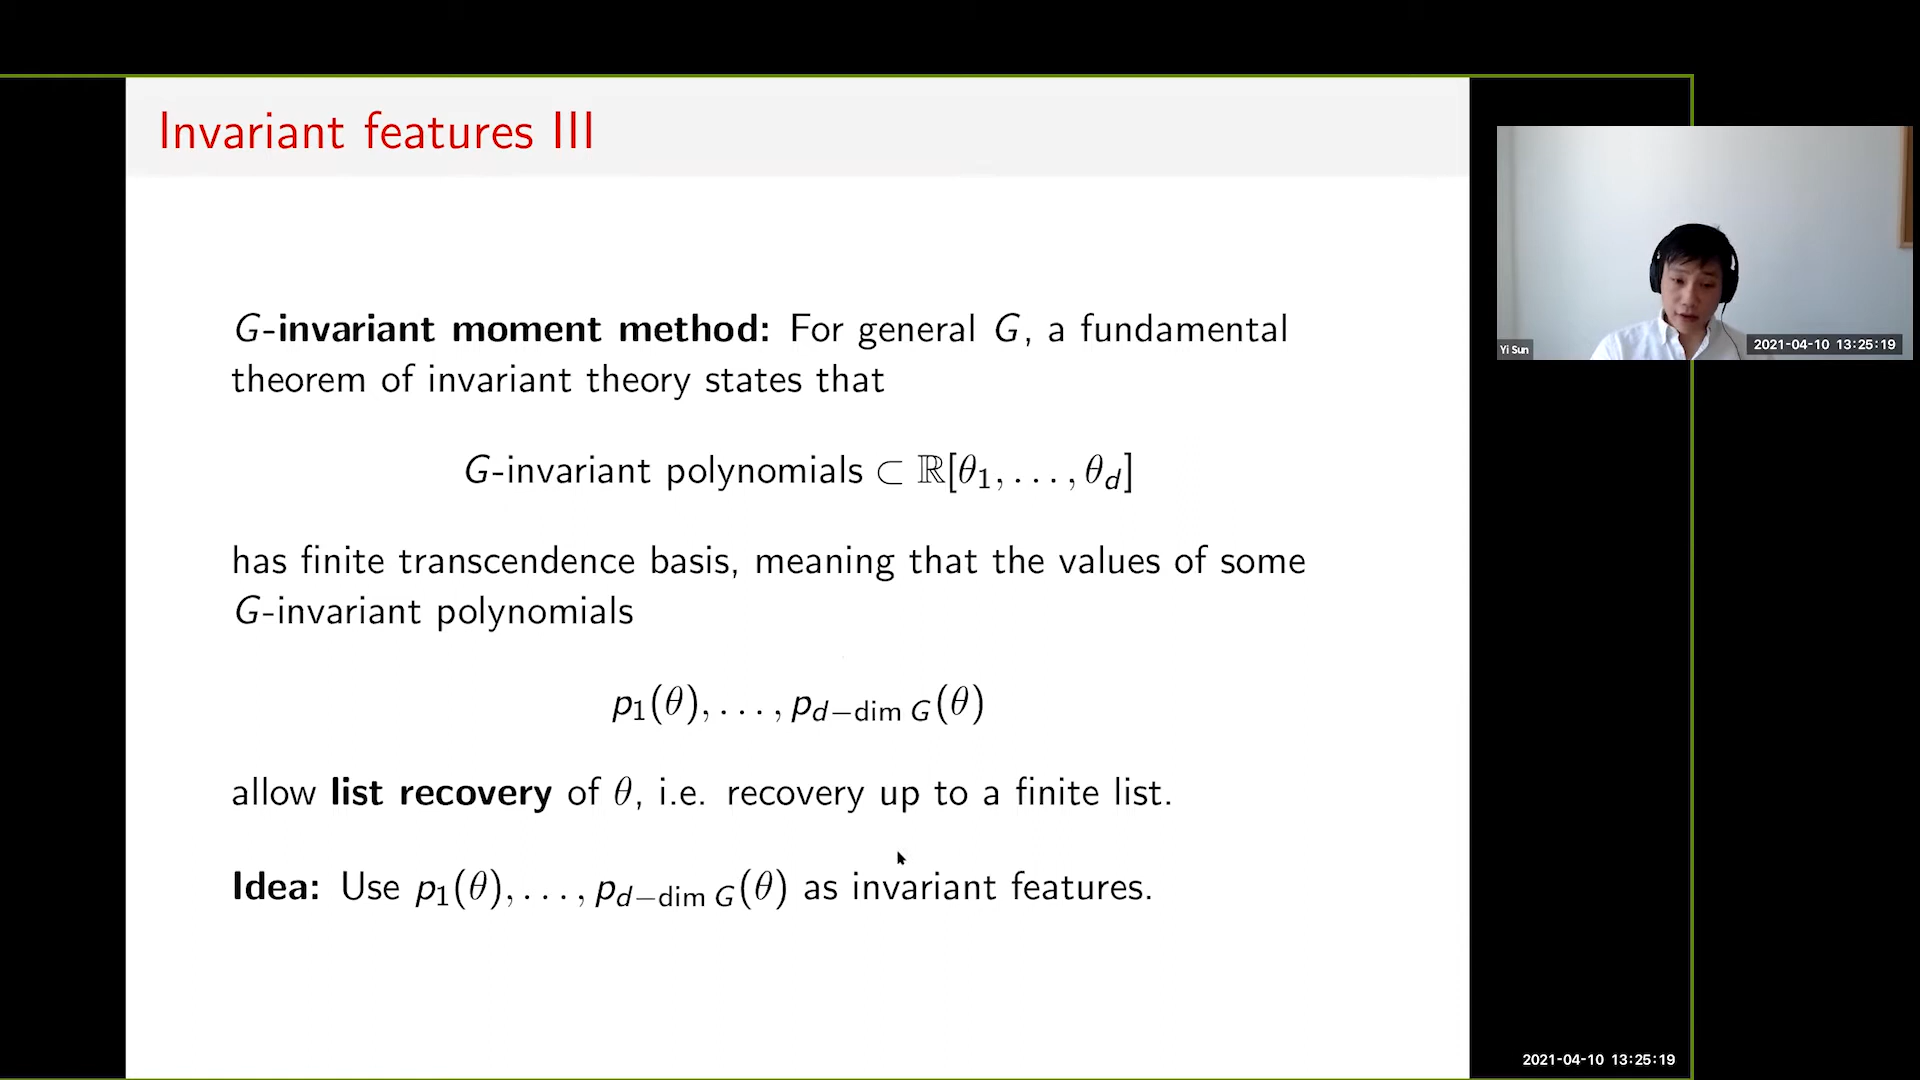 Invariant features III
G-invariant moment method: For general G, a fundamental
theorem of invariant theory states that
G-invariant polynomials ⊂ ℝ[θ₁, . . . , θ_d]
has finite transcendence basis, meaning that the values of some
G-invariant polynomials
p₁(θ), . . . , p_{d−dim G}(θ)
allow list recovery of θ, i.e. recovery up to a finite list.
Idea: Use p₁(θ), . . . , p_{d−dim G}(θ) as invariant features.
Yi Sun
2021-04-10 13:25:19
2021-04-10 13:25:19